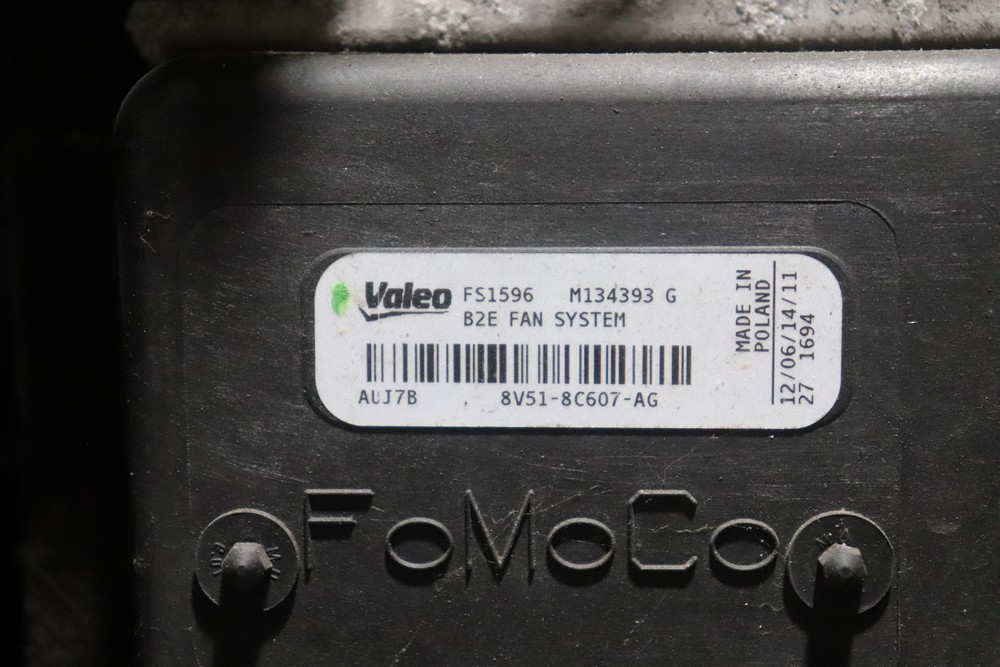 Valeo FS1596 M134393 G
B2E FAN SYSTEM
AUJ7B 8V51-8C607-AG
MADE IN
POLAND
12/06/14/11
27 1694
FoMoCo